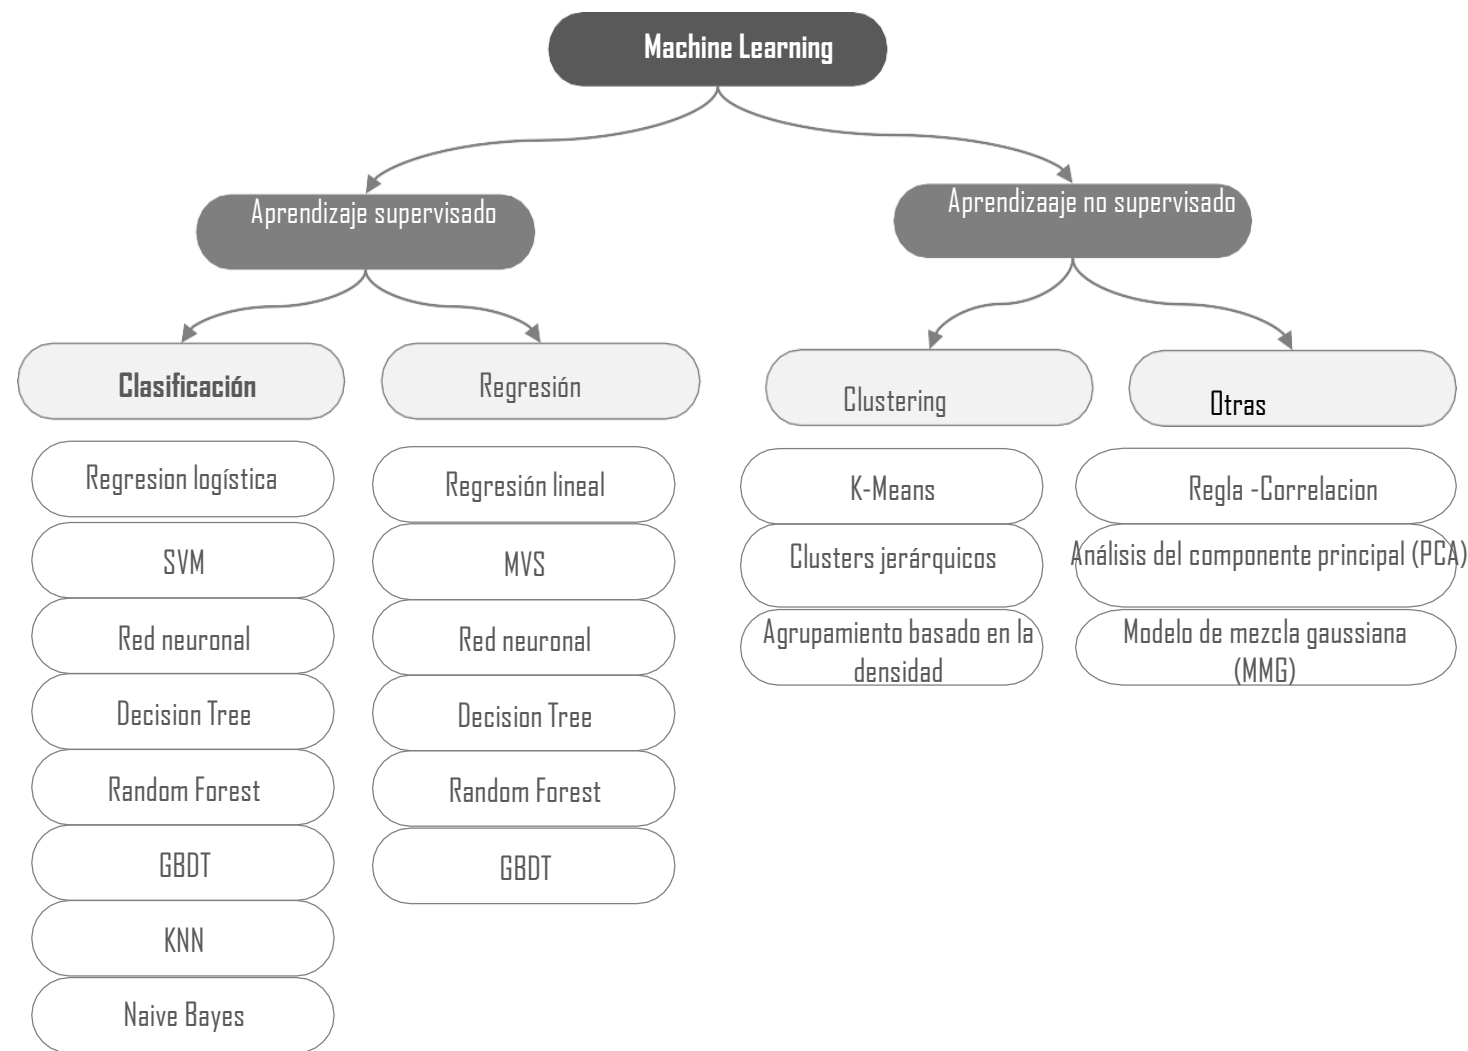 Machine Learning
Aprendizaje supervisado
Aprendizaaje no supervisado
Clasificación
Regresión
Clustering
Otras
Regresion logística
SVM
Red neuronal
Decision Tree
Random Forest
GBDT
KNN
Naive Bayes
Regresión lineal
MVS
Red neuronal
Decision Tree
Random Forest
GBDT
K-Means
Clusters jerárquicos
Agrupamiento basado en la
densidad
Regla -Correlacion
Análisis del componente principal (PCA)
Modelo de mezcla gaussiana
(MMG)